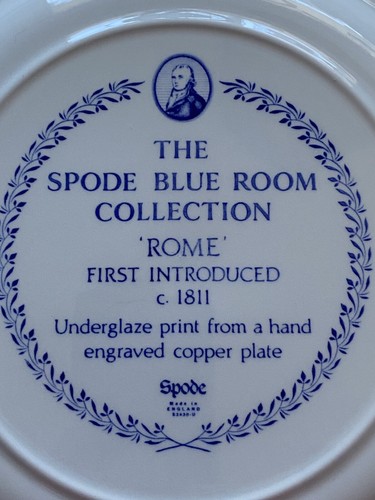 THE
SPODE BLUE ROOM
COLLECTION
'ROME'
FIRST INTRODUCED
c. 1811
Underglaze print from a hand
engraved copper plate
Spode
Made in
ENGLAND